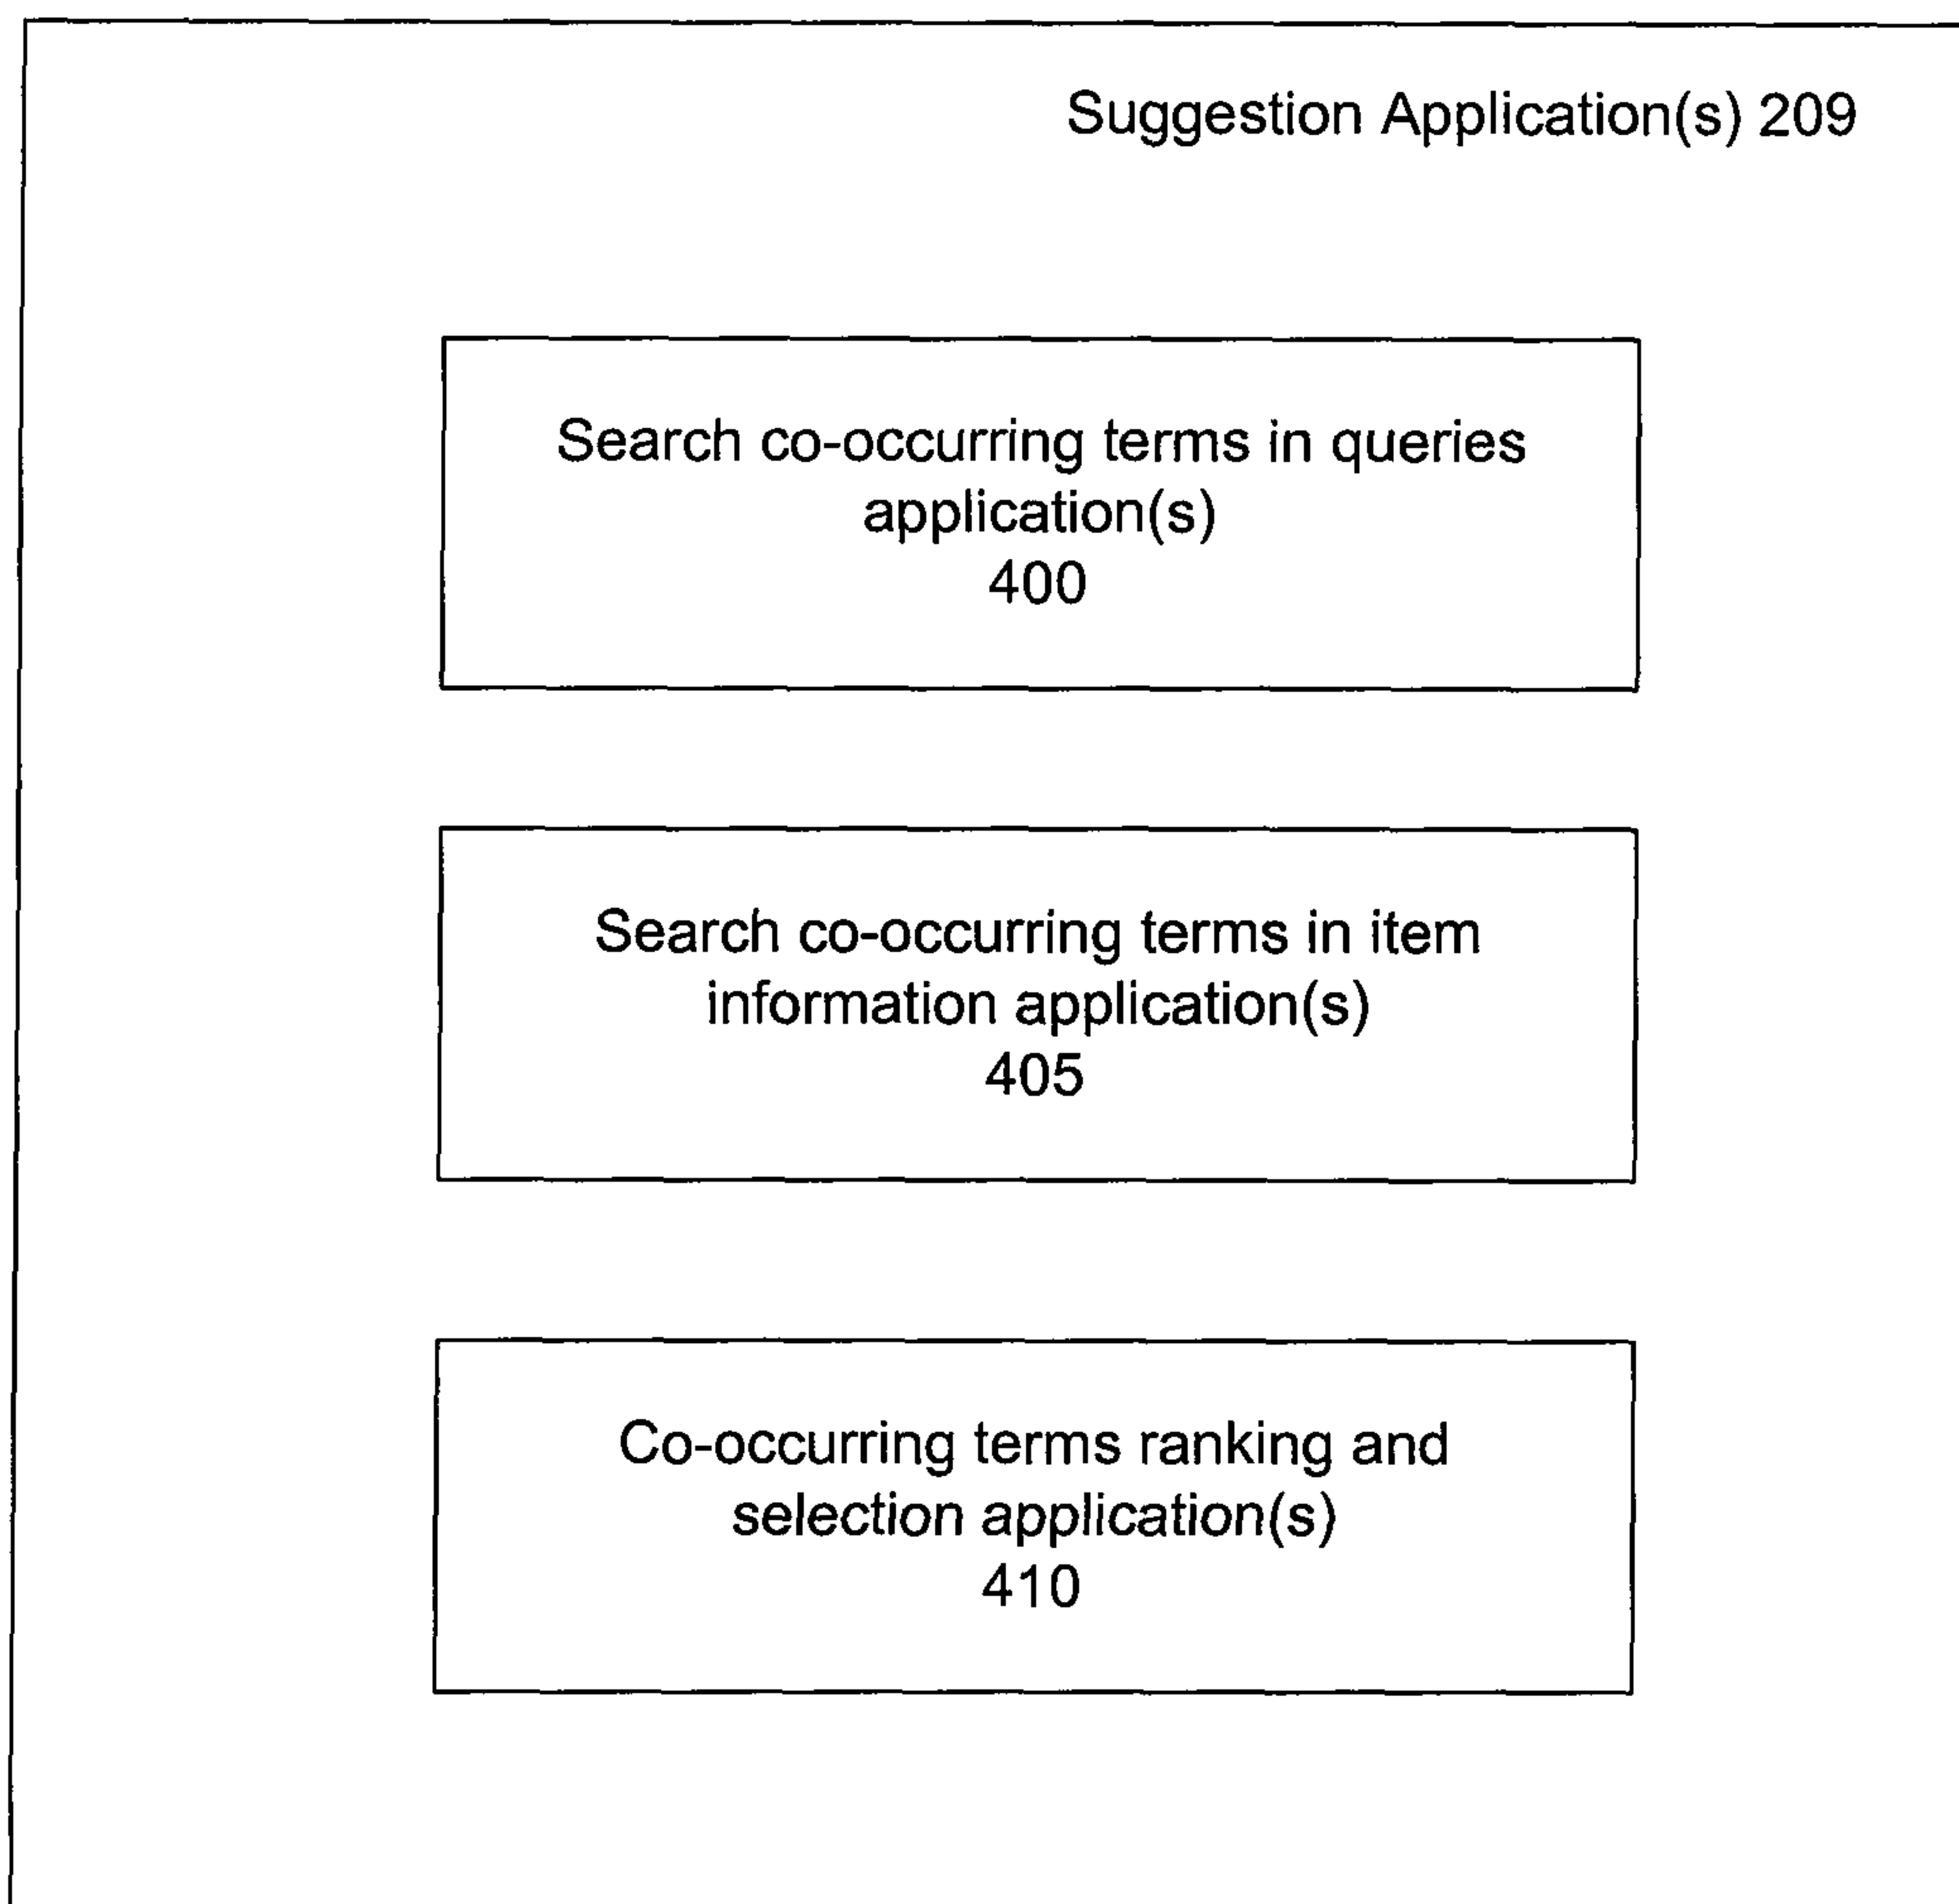 Suggestion Application(s) 209
Search co-occurring terms in queries
application(s)
400
Search co-occurring terms in item
information application(s)
405
Co-occurring terms ranking and
selection application(s)
410